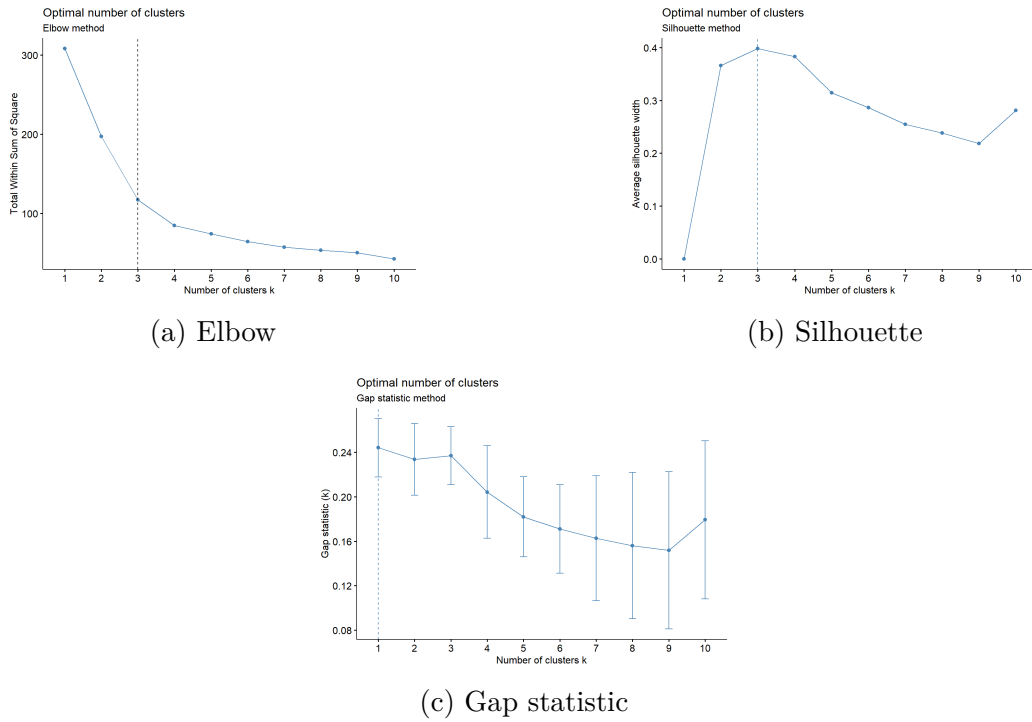 Optimal number of clusters
Elbow method
Total Within Sum of Square
300
200
100
1 2 3 4 5 6 7 8 9 10
Number of clusters k
(a) Elbow
Optimal number of clusters
Silhouette method
Average silhouette width
0.4
0.3
0.2
0.1
0.0
1 2 3 4 5 6 7 8 9 10
Number of clusters k
(b) Silhouette
Optimal number of clusters
Gap statistic method
Gap statistic (k)
0.24
0.20
0.16
0.12
0.08
1 2 3 4 5 6 7 8 9 10
Number of clusters k
(c) Gap statistic